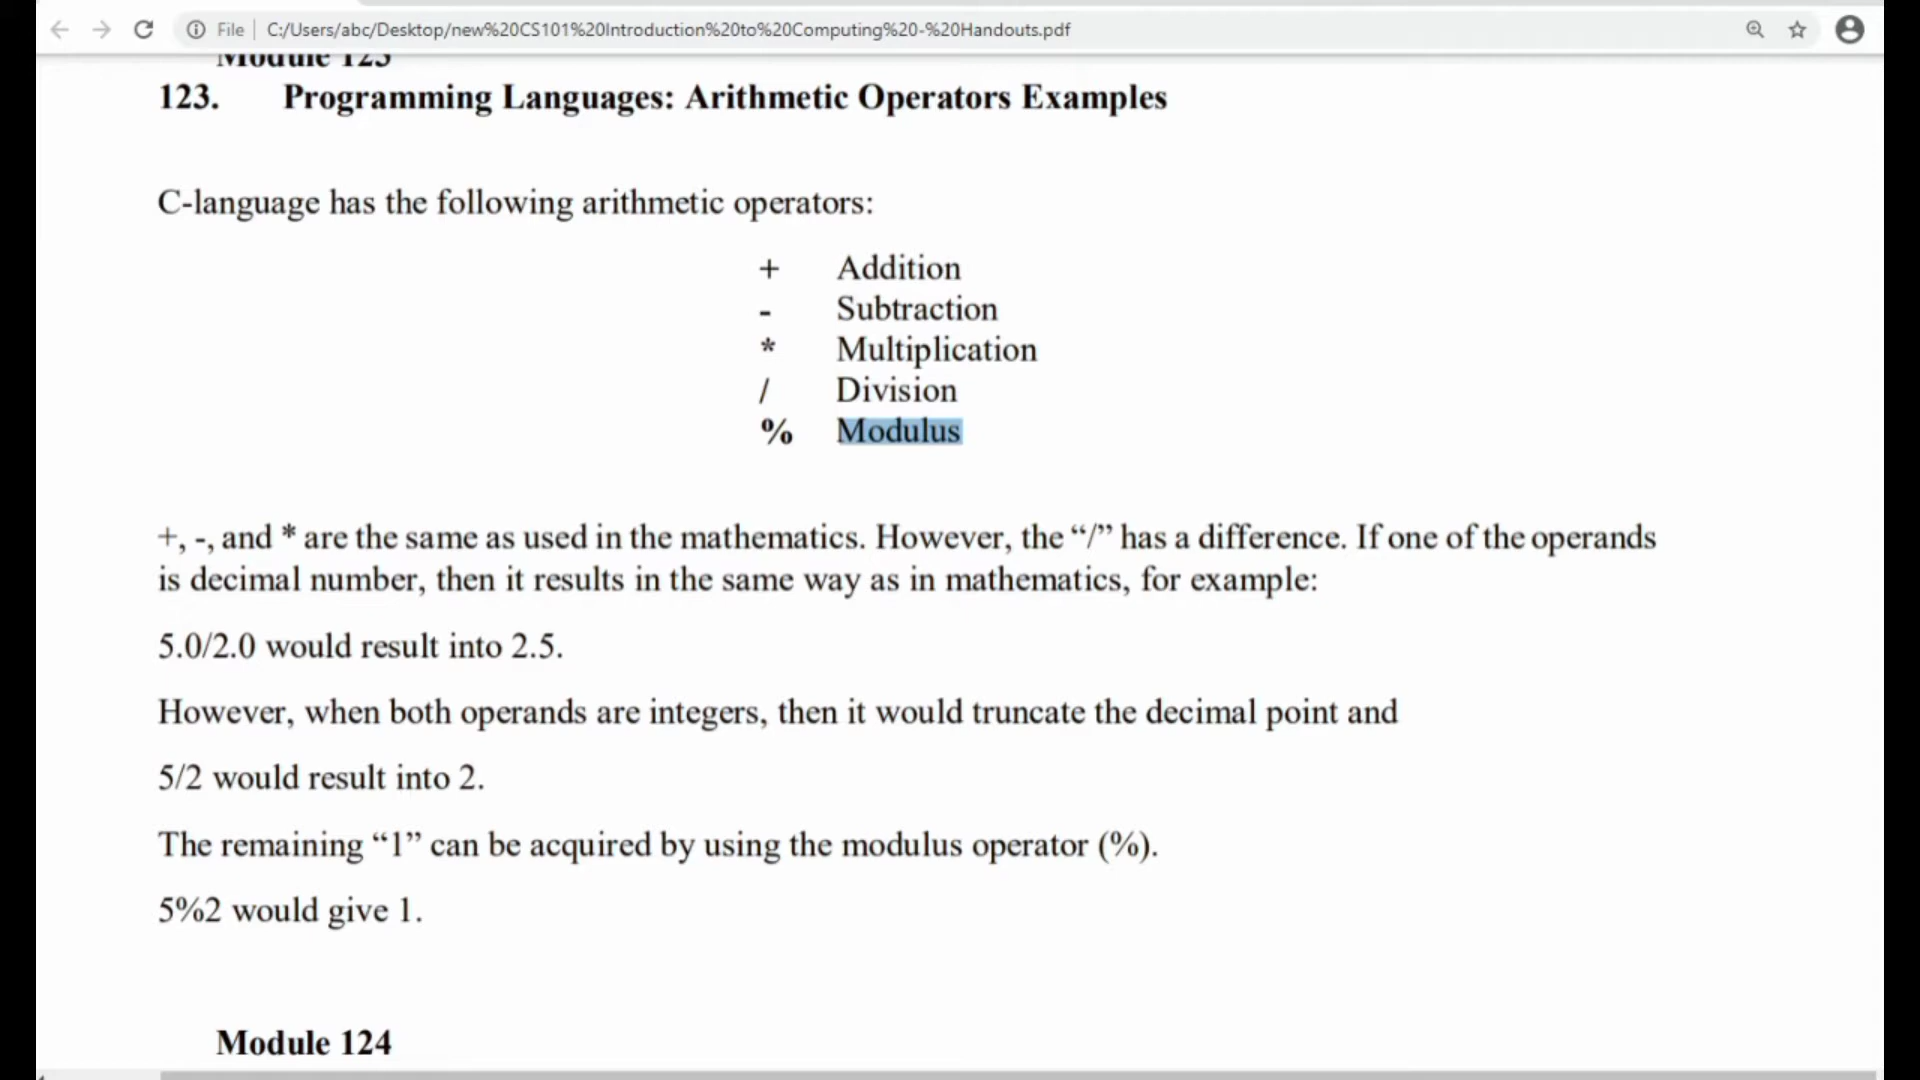 File
C:/Users/abc/Desktop/new%20CS101%20Introduction%20to%20Computing%20-%20Handouts.pdf
Module 123
123. Programming Languages: Arithmetic Operators Examples
C-language has the following arithmetic operators:
+ Addition
- Subtraction
* Multiplication
/ Division
% Modulus
+, -, and * are the same as used in the mathematics. However, the “/” has a difference. If one of the operands
is decimal number, then it results in the same way as in mathematics, for example:
5.0/2.0 would result into 2.5.
However, when both operands are integers, then it would truncate the decimal point and
5/2 would result into 2.
The remaining “1” can be acquired by using the modulus operator (%).
5%2 would give 1.
Module 124